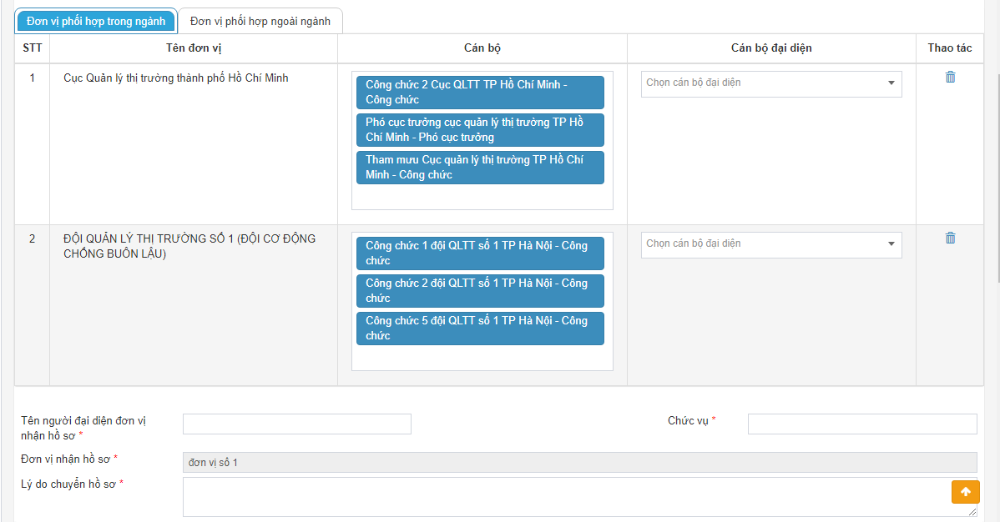 Đơn vị phối hợp trong ngành
Đơn vị phối hợp ngoài ngành
STT
Tên đơn vị
Cán bộ
Cán bộ đại diện
Thao tác
1
Cục Quản lý thị trường thành phố Hồ Chí Minh
Công chức 2 Cục QLTT TP Hồ Chí Minh -
Công chức
Phó cục trưởng cục quản lý thị trường TP Hồ
Chí Minh - Phó cục trưởng
Tham mưu Cục quản lý thị trường TP Hồ Chí
Minh - Công chức
Chọn cán bộ đại diện
2
ĐỘI QUẢN LÝ THỊ TRƯỜNG SỐ 1 (ĐỘI CƠ ĐỘNG
CHỐNG BUÔN LẬU)
Công chức 1 đội QLTT số 1 TP Hà Nội - Công
chức
Công chức 2 đội QLTT số 1 TP Hà Nội - Công
chức
Công chức 5 đội QLTT số 1 TP Hà Nội - Công
chức
Chọn cán bộ đại diện
Tên người đại diện đơn vị
nhận hồ sơ *
Chức vụ *
Đơn vị nhận hồ sơ *
đơn vị số 1
Lý do chuyển hồ sơ *